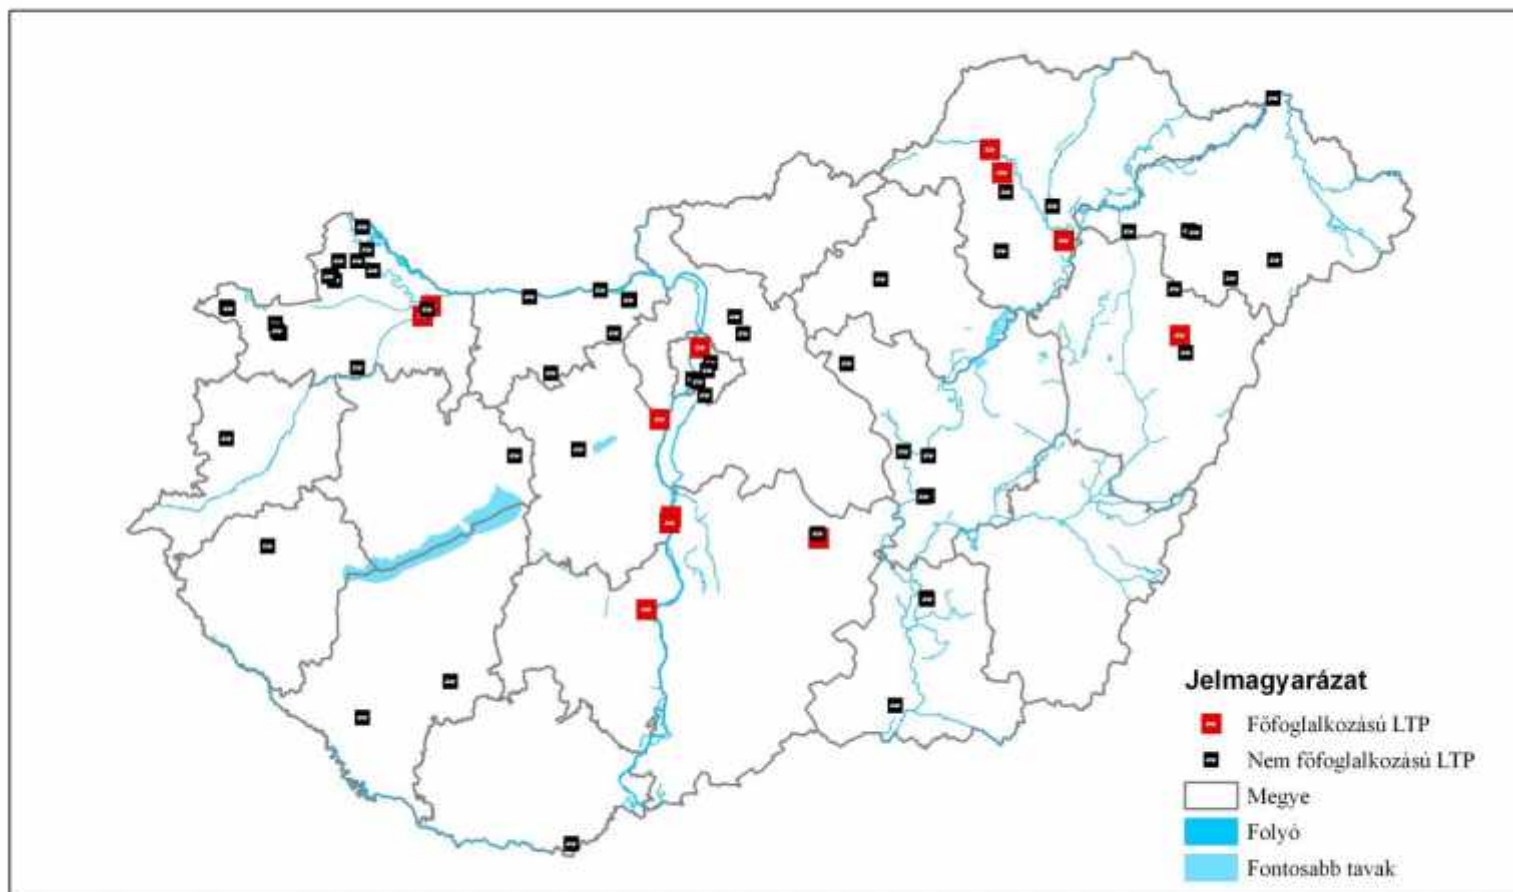 Jelmagyarázat
Főfoglalkozású LTP
Nem főfoglalkozású LTP
Megye
Folyó
Fontosabb tavak